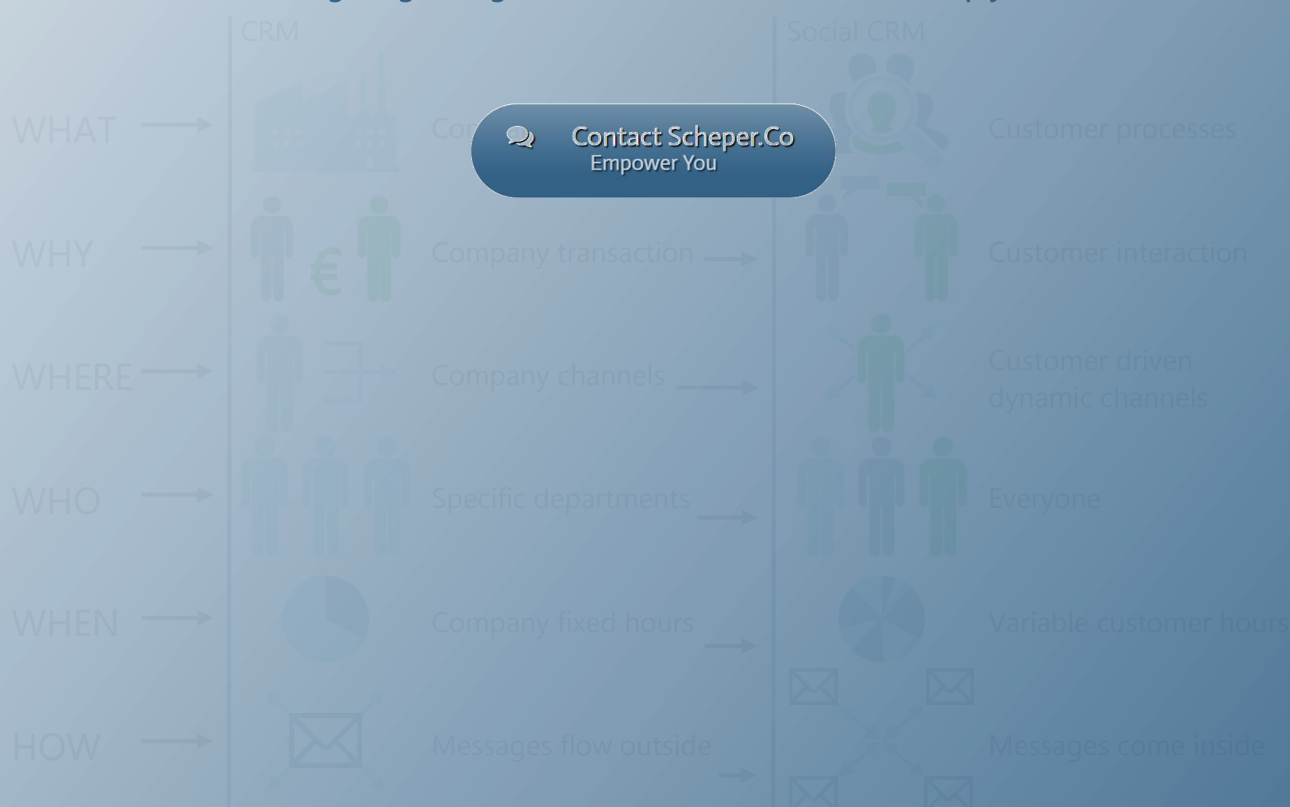 CRM
Social CRM
WHAT
Customer processes
Contact Scheper.Co
Empower You
WHY
Company transaction
Customer interaction
WHERE
Company channels
Customer driven
dynamic channels
WHO
Specific departments
Everyone
WHEN
Company fixed hours
Variable customer hours
HOW
Messages flow outside
Messages come inside